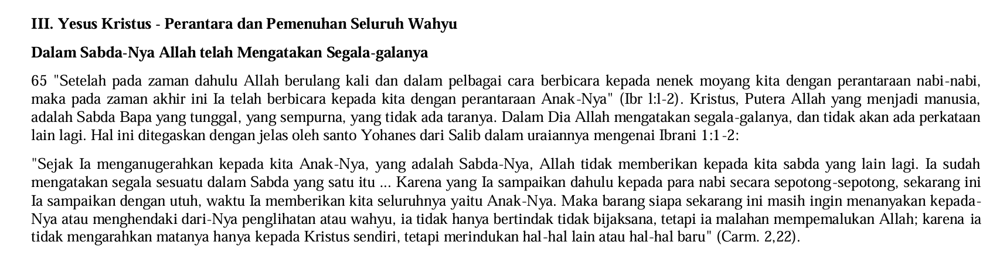 III. Yesus Kristus - Perantara dan Pemenuhan Seluruh Wahyu
Dalam Sabda-Nya Allah telah Mengatakan Segala-galanya
65 "Setelah pada zaman dahulu Allah berulang kali dan dalam pelbagai cara berbicara kepada nenek moyang kita dengan perantaraan nabi-nabi,
maka pada zaman akhir ini Ia telah berbicara kepada kita dengan perantaraan Anak-Nya" (Ibr l:l-2). Kristus, Putera Allah yang menjadi manusia,
adalah Sabda Bapa yang tunggal, yang sempurna, yang tidak ada taranya. Dalam Dia Allah mengatakan segala-galanya, dan tidak akan ada perkataan
lain lagi. Hal ini ditegaskan dengan jelas oleh santo Yohanes dari Salib dalam uraiannya mengenai Ibrani 1:1-2:
"Sejak Ia menganugerahkan kepada kita Anak-Nya, yang adalah Sabda-Nya, Allah tidak memberikan kepada kita sabda yang lain lagi. Ia sudah
mengatakan segala sesuatu dalam Sabda yang satu itu ... Karena yang Ia sampaikan dahulu kepada para nabi secara sepotong-sepotong, sekarang ini
Ia sampaikan dengan utuh, waktu Ia memberikan kita seluruhnya yaitu Anak-Nya. Maka barang siapa sekarang ini masih ingin menanyakan kepada-
Nya atau menghendaki dari-Nya penglihatan atau wahyu, ia tidak hanya bertindak tidak bijaksana, tetapi ia malahan mempemalukan Allah; karena ia
tidak mengarahkan matanya hanya kepada Kristus sendiri, tetapi merindukan hal-hal lain atau hal-hal baru" (Carm. 2,22).